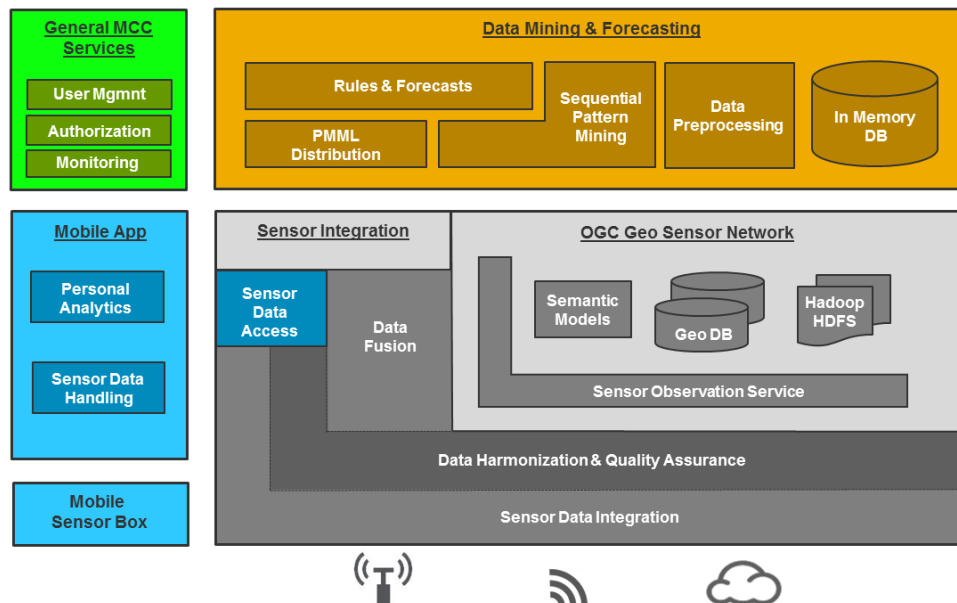 General MCC
Services
User Mgmnt
Authorization
Monitoring
Data Mining & Forecasting
Rules & Forecasts
PMML
Distribution
Sequential
Pattern
Mining
Data
Preprocessing
In Memory
DB
Mobile App
Personal
Analytics
Sensor Data
Handling
Mobile
Sensor Box
Sensor Integration
Sensor
Data
Access
Data
Fusion
OGC Geo Sensor Network
Semantic
Models
Geo DB
Hadoop
HDFS
Sensor Observation Service
Data Harmonization & Quality Assurance
Sensor Data Integration